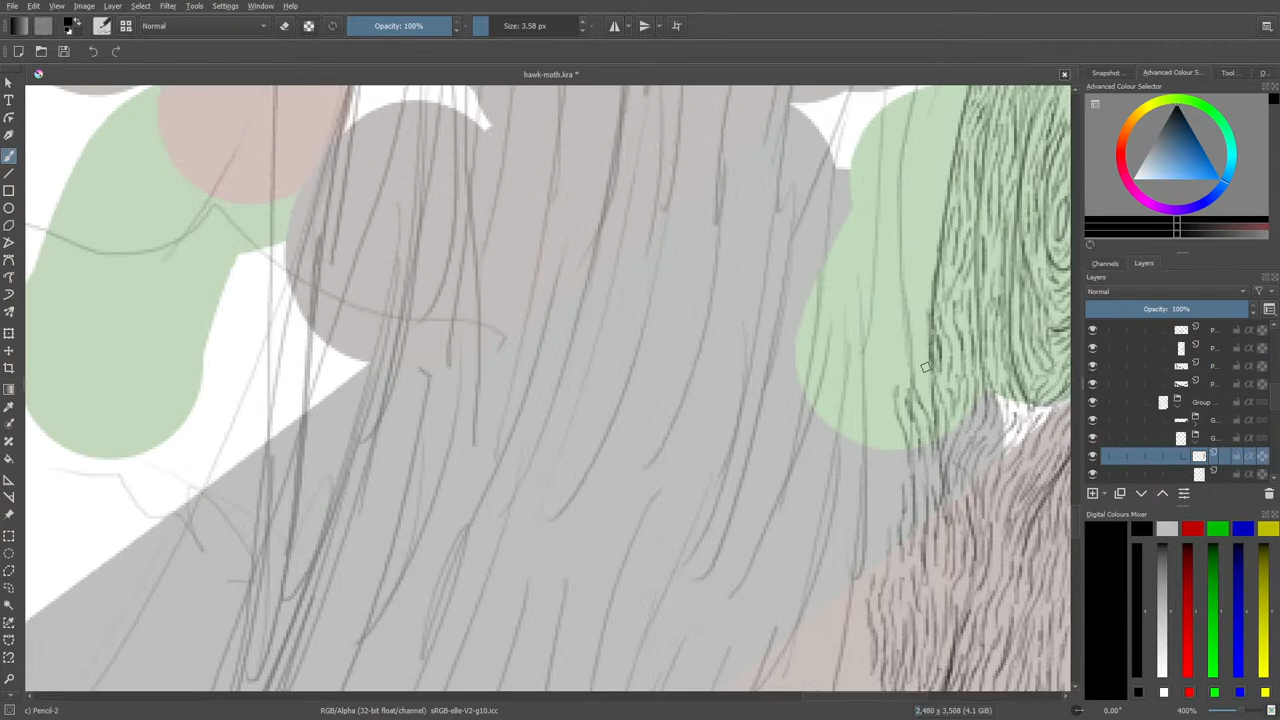 File Edit View Image Layer Select Filter Tools Settings Window Help
Normal
Opacity: 100%
Size: 3.58 px
hawk-moth.kra *
Snapshot ... Advanced Colour S... Tool ... O...
Advanced Colour Selector
Channels Layers
Layers
Normal
Opacity: 100%
P...
P...
P...
P...
Group ...
G...
G...
Digital Colours Mixer
c) Pencil-2
RGB/Alpha (32-bit float/channel) sRGB-elle-V2-g10.icc
2,480 x 3,508 (4.1 GiB)
0.00°
400%